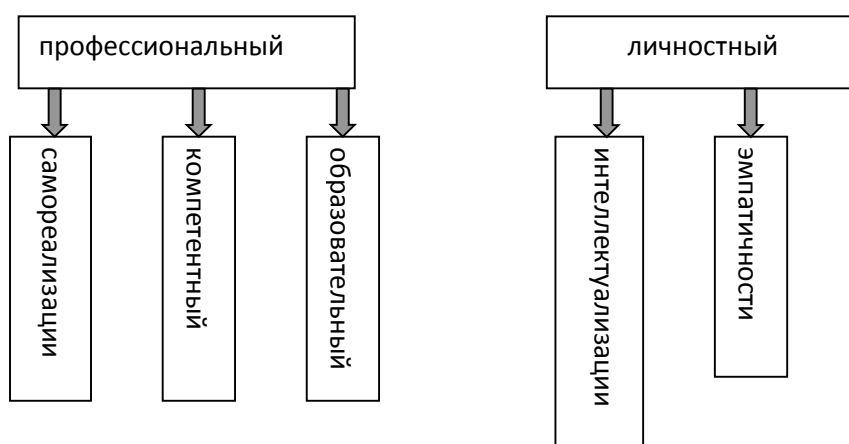 профессиональный
личностный
самореализации
компетентный
образовательный
интеллектуализации
эмпатичности